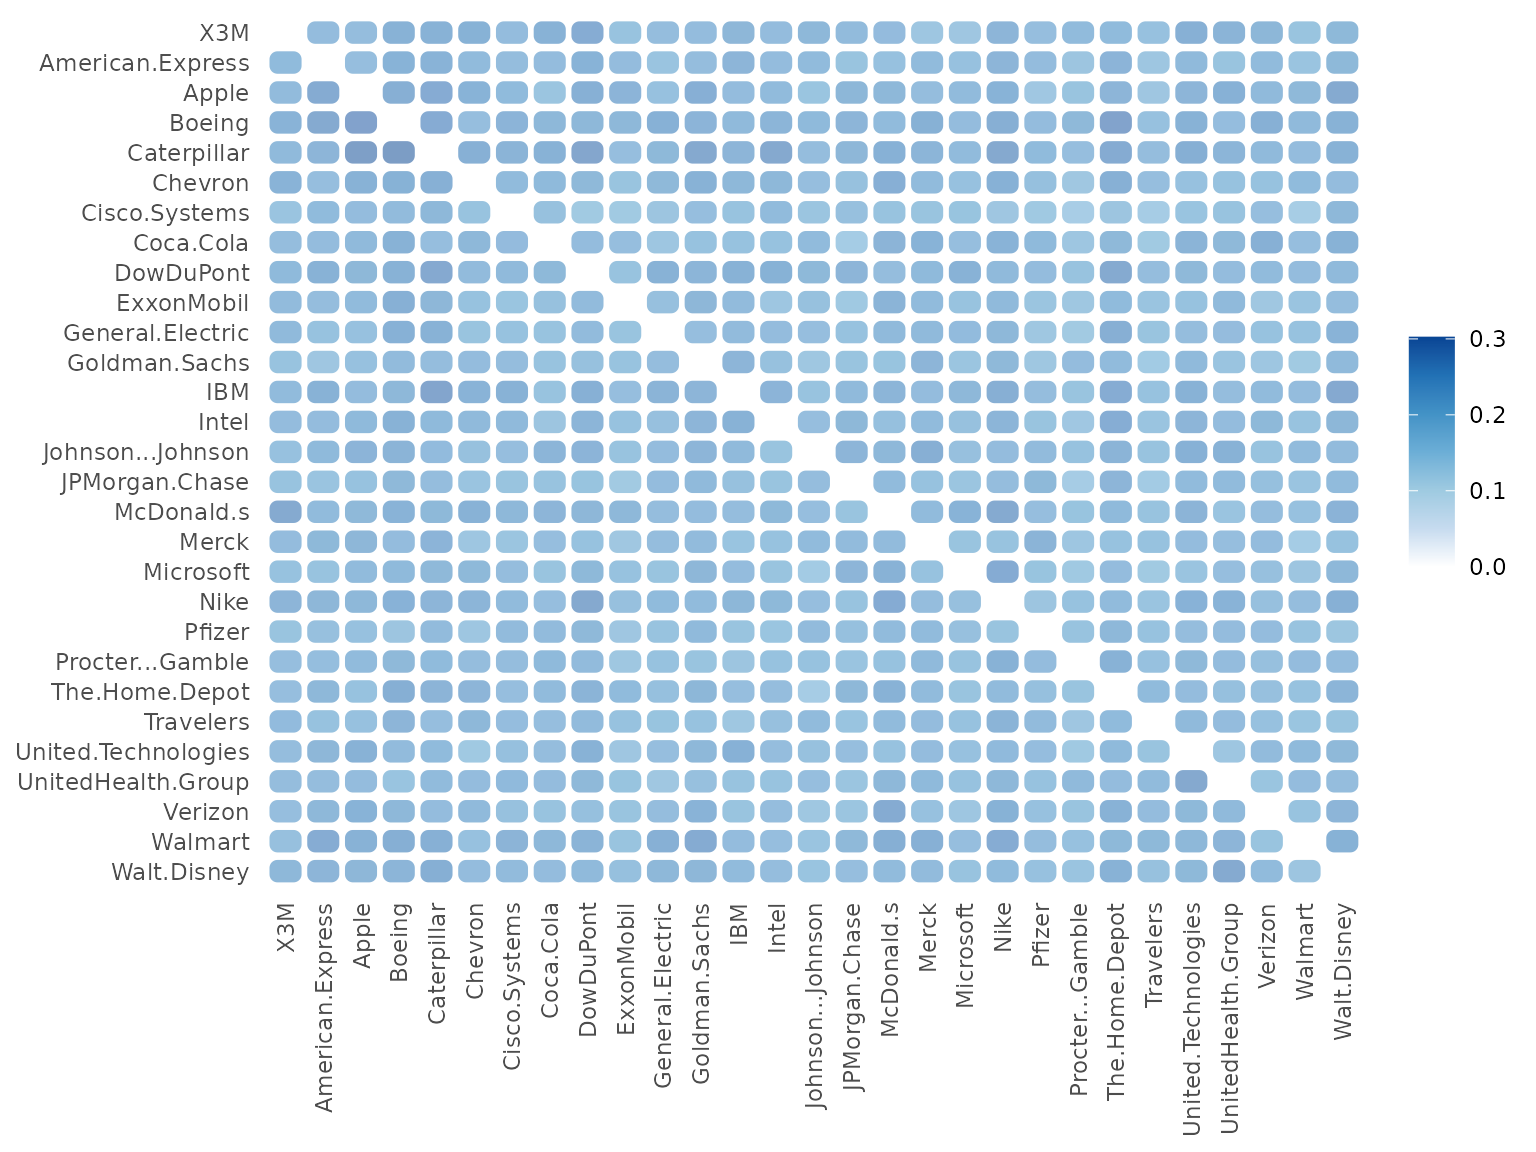 X3M
American.Express
Apple
Boeing
Caterpillar
Chevron
Cisco.Systems
Coca.Cola
DowDuPont
ExxonMobil
General.Electric
Goldman.Sachs
IBM
Intel
Johnson...Johnson
JPMorgan.Chase
McDonald.s
Merck
Microsoft
Nike
Pfizer
Procter...Gamble
The.Home.Depot
Travelers
United.Technologies
UnitedHealth.Group
Verizon
Walmart
Walt.Disney
X3M
American.Express
Apple
Boeing
Caterpillar
Chevron
Cisco.Systems
Coca.Cola
DowDuPont
ExxonMobil
General.Electric
Goldman.Sachs
IBM
Intel
Johnson...Johnson
JPMorgan.Chase
McDonald.s
Merck
Microsoft
Nike
Pfizer
Procter...Gamble
The.Home.Depot
Travelers
United.Technologies
UnitedHealth.Group
Verizon
Walmart
Walt.Disney
0.3
0.2
0.1
0.0